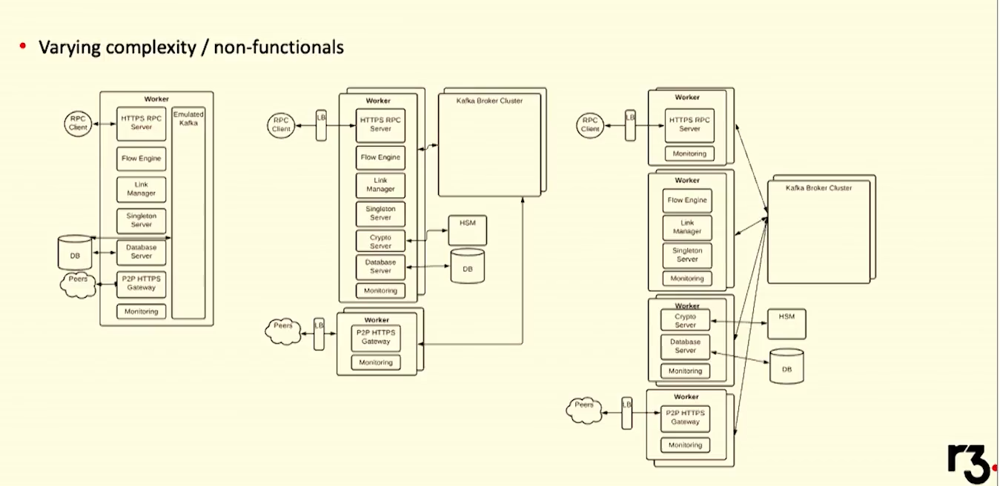 • Varying complexity / non-functionals
Worker
RPC
Client
HTTPS RPC
Server
Emulated
Kafka
Flow Engine
Link
Manager
Singleton
Server
DB
Database
Server
Peers
P2P HTTPS
Gateway
Monitoring
Worker
RPC
Client
LB
HTTPS RPC
Server
Flow Engine
Link
Manager
Singleton
Server
Crypto
Server
Database
Server
Monitoring
Kafka Broker Cluster
HSM
DB
Peers
LB
Worker
P2P HTTPS
Gateway
Monitoring
Worker
RPC
Client
LB
HTTPS RPC
Server
Monitoring
Worker
Flow Engine
Link
Manager
Singleton
Server
Monitoring
Kafka Broker Cluster
Worker
Crypto
Server
Database
Server
Monitoring
HSM
DB
Worker
Peers
LB
P2P HTTPS
Gateway
Monitoring
r3.